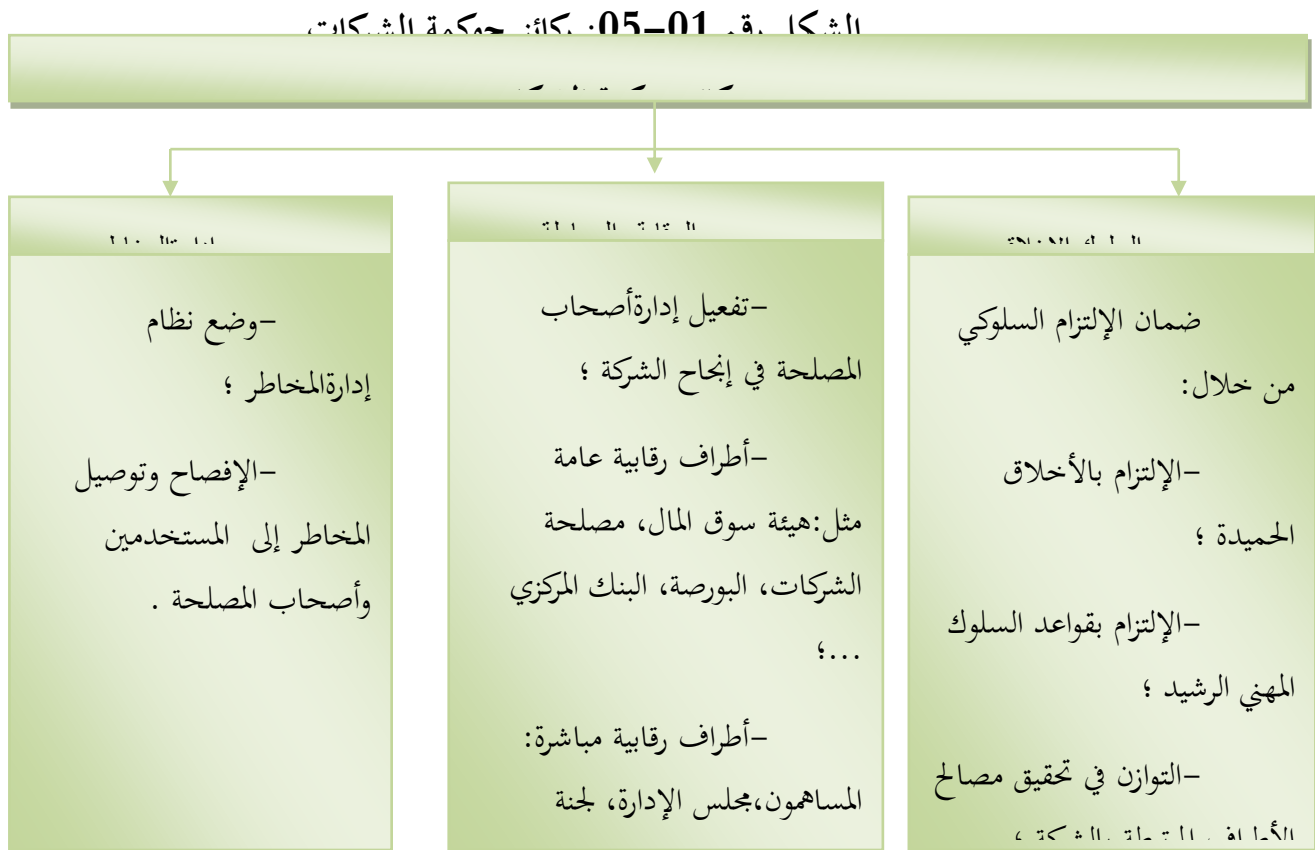 الشكل رقم 01-05: ركائز حوكمة الشركات
ضمان الإلتزام السلوكي
من خلال:
-الإلتزام بالأخلاق
الحميدة ؛
-الإلتزام بقواعد السلوك
المهني الرشيد ؛
-التوازن في تحقيق مصالح
الأطراف المرتبطة بالشركة ؛
-تفعيل إدارةأصحاب
المصلحة في إنجاح الشركة ؛
-أطراف رقابية عامة
مثل:هيئة سوق المال، مصلحة
الشركات، البورصة، البنك المركزي
...؛
-أطراف رقابية مباشرة:
المساهمون،مجلس الإدارة، لجنة
-وضع نظام
إدارةالمخاطر ؛
-الإفصاح وتوصيل
المخاطر إلى المستخدمين
وأصحاب المصلحة .